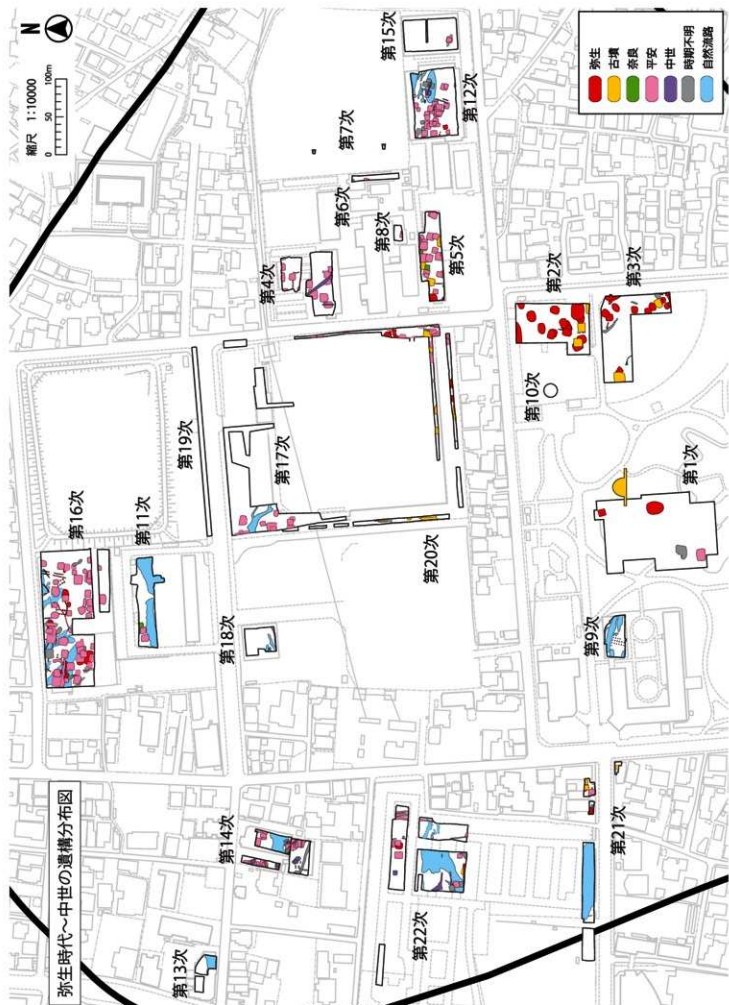 弥生時代～中世の遺構分布図
N
縮尺 1:10000
0 50 100m
第15次
第12次
第7次
第6次
第8次
第5次
第4次
第2次
第3次
第10次
第1次
第19次
第17次
第20次
第16次
第11次
第18次
第9次
第14次
第13次
第22次
第21次
弥生
古墳
奈良
平安
中世
時期不明
自然流路